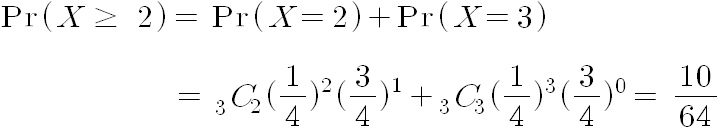 Pr(X ≥ 2) = Pr(X = 2) + Pr(X = 3)
= ₃C₂(1/4)²(3/4)¹ + ₃C₃(1/4)³(3/4)⁰ = 10/64